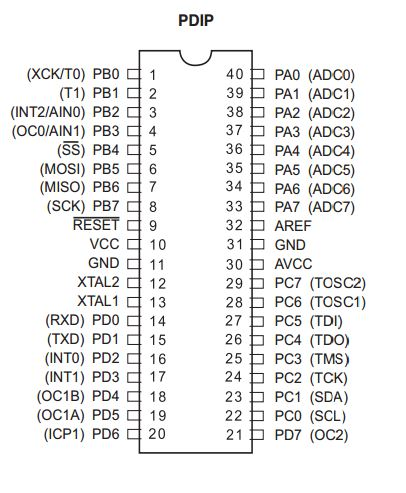 PDIP
(XCK/T0) PB0 1 40 PA0 (ADC0)
(T1) PB1 2 39 PA1 (ADC1)
(INT2/AIN0) PB2 3 38 PA2 (ADC2)
(OC0/AIN1) PB3 4 37 PA3 (ADC3)
(SS) PB4 5 36 PA4 (ADC4)
(MOSI) PB5 6 35 PA5 (ADC5)
(MISO) PB6 7 34 PA6 (ADC6)
(SCK) PB7 8 33 PA7 (ADC7)
RESET 9 32 AREF
VCC 10 31 GND
GND 11 30 AVCC
XTAL2 12 29 PC7 (TOSC2)
XTAL1 13 28 PC6 (TOSC1)
(RXD) PD0 14 27 PC5 (TDI)
(TXD) PD1 15 26 PC4 (TDO)
(INT0) PD2 16 25 PC3 (TMS)
(INT1) PD3 17 24 PC2 (TCK)
(OC1B) PD4 18 23 PC1 (SDA)
(OC1A) PD5 19 22 PC0 (SCL)
(ICP1) PD6 20 21 PD7 (OC2)